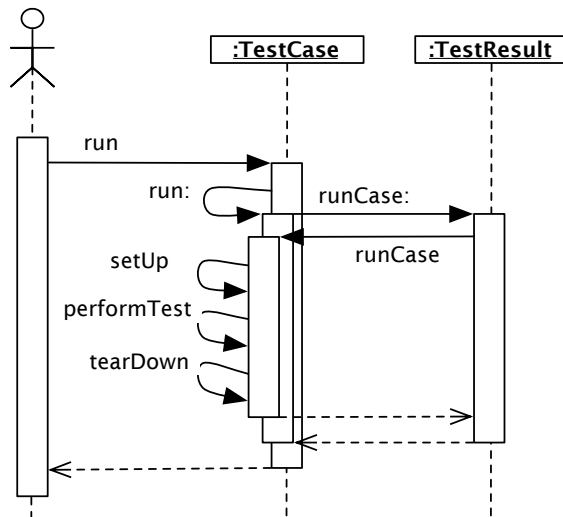 :TestCase
:TestResult
run
run:
runCase:
runCase
setUp
performTest
tearDown